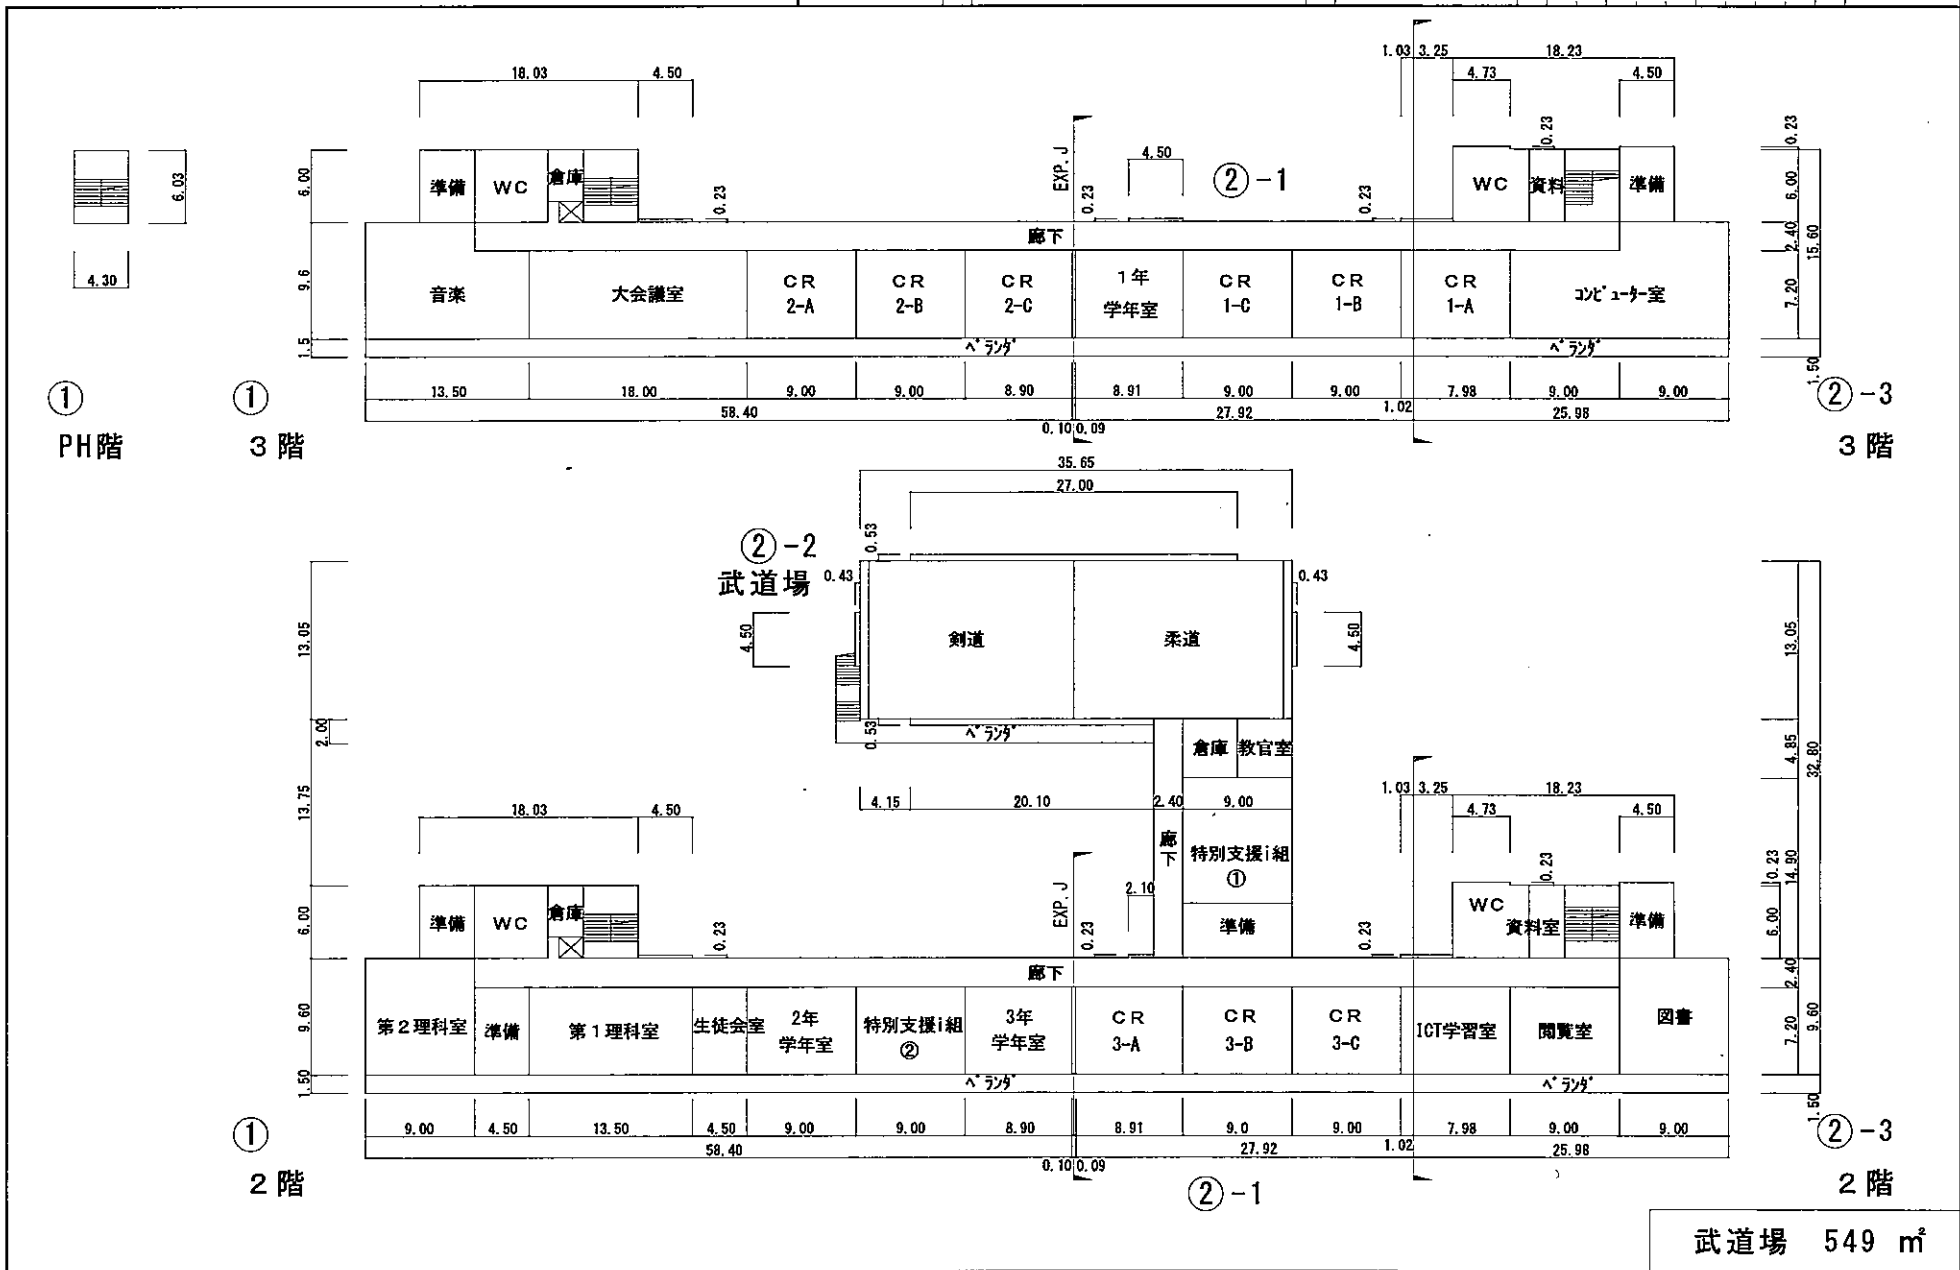 1.03 3.25 18.23
18.03 4.50 4.73 4.50
0.23
0.23
6.03
6.00
準備 WC 倉庫
0.23
EXP.J
4.50
0.23
②-1
0.23
WC 資料 準備
6.00
2.40
15.60
廊下
4.30
9.6
音楽 大会議室
CR 2-A
CR 2-B
CR 2-C
1年 学年室
CR 1-C
CR 1-B
CR 1-A
コンピューター室
7.20
1.5
ベランダ ベランダ
1.50
13.50 18.00 9.00 9.00 8.90 8.91 9.00 9.00 7.98 9.00 9.00
58.40 27.92 1.02 25.98
0.10 0.09
①
PH階
①
3階
②-3
3階
35.65
27.00
②-2
武道場
0.53
0.43 0.43
4.50 4.50
13.05 13.05
剣道 柔道
2.00
0.53
ベランダ
倉庫 教官室
4.85
32.80
4.15 20.10 2.40 9.00
1.03 3.25 18.23
13.75
18.03 4.50 4.73 4.50
廊下
特別支援i組
①
EXP.J
2.10
0.23
0.23
14.90
6.00
準備 WC 倉庫
0.23
0.23
準備
0.23
WC
資料室 準備
6.00
廊下
2.40
9.60
第2理科室 準備 第1理科室 生徒会室
2年 学年室
特別支援i組 ②
3年 学年室
CR 3-A
CR 3-B
CR 3-C
ICT学習室 閲覧室 図書
7.20
9.60
1.50
ベランダ ベランダ
1.50
9.00 4.50 13.50 4.50 9.00 9.00 8.90 8.91 9.0 9.00 7.98 9.00 9.00
58.40 27.92 1.02 25.98
0.10 0.09
①
2階
②-1
②-3
2階
武道場 549 ㎡